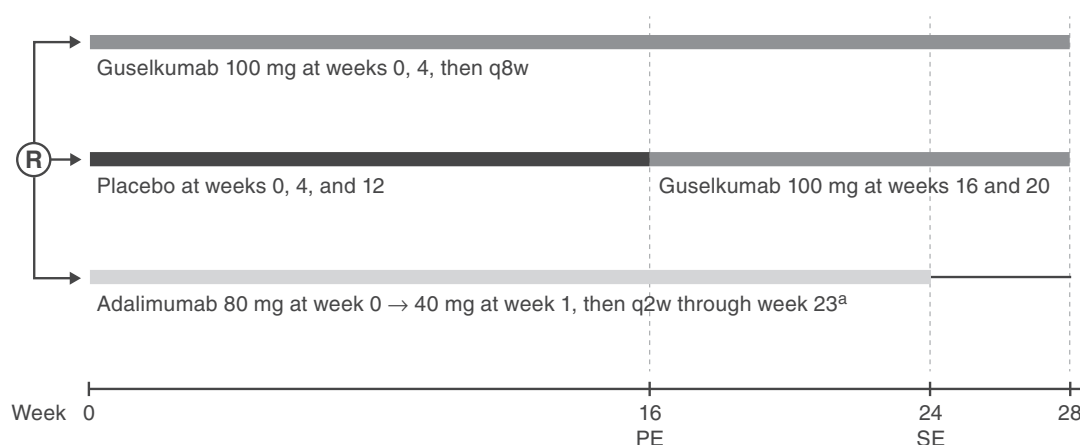 Guselkumab 100 mg at weeks 0, 4, then q8w
R
Placebo at weeks 0, 4, and 12
Guselkumab 100 mg at weeks 16 and 20
Adalimumab 80 mg at week 0 → 40 mg at week 1, then q2w through week 23ª
Week 0 16 24 28
PE SE